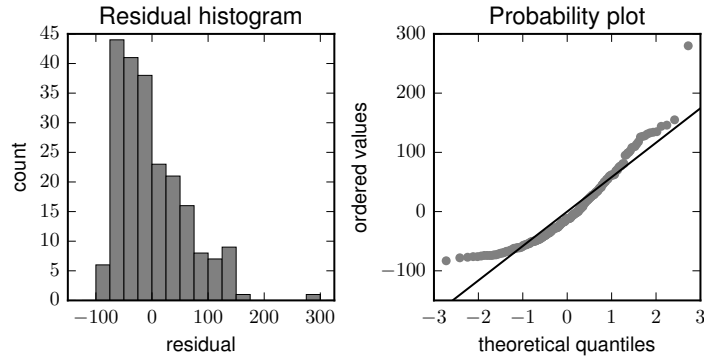 Residual histogram
45
40
35
30
25
20
15
10
5
0
count
−100 0 100 200 300
residual
Probability plot
300
200
100
0
−100
ordered values
−3 −2 −1 0 1 2 3
theoretical quantiles